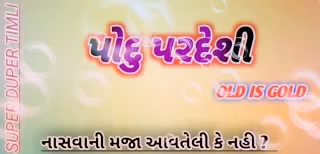 SUPER DUPER TIMLI
પોદુ પરદેશી
OLD IS GOLD
નાસવાની મજા આવતેલી કે નહી ?